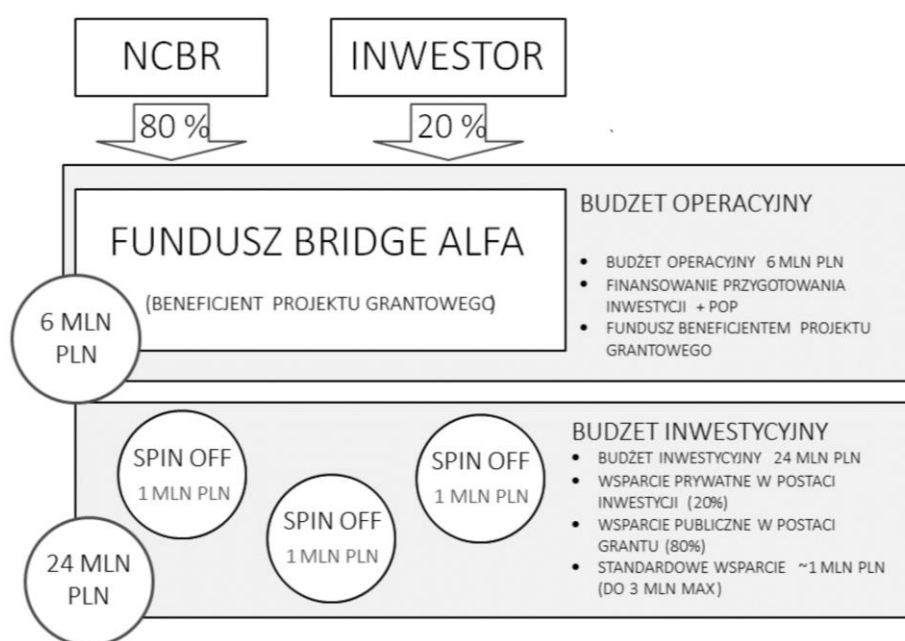 NCBR
INWESTOR
80 %
20 %
FUNDUSZ BRIDGE ALFA
(BENEFICJENT PROJEKTU GRANTOWEGO)
6 MLN
PLN
BUDZET OPERACYJNY
• BUDŻET OPERACYJNY 6 MLN PLN
• FINANSOWANIE PRZYGOTOWANIA
INWESTYCJI + POP
• FUNDUSZ BENEFICJENTEM PROJEKTU
GRANTOWEGO
SPIN OFF
1 MLN PLN
SPIN OFF
1 MLN PLN
SPIN OFF
1 MLN PLN
24 MLN
PLN
BUDZET INWESTYCYJNY
• BUDŻET INWESTYCYJNY 24 MLN PLN
• WSPARCIE PRYWATNE W POSTACI
INWESTYCJI (20%)
• WSPARCIE PUBLICZNE W POSTACI
GRANTU (80%)
• STANDARDOWE WSPARCIE ~1 MLN PLN
(DO 3 MLN MAX)